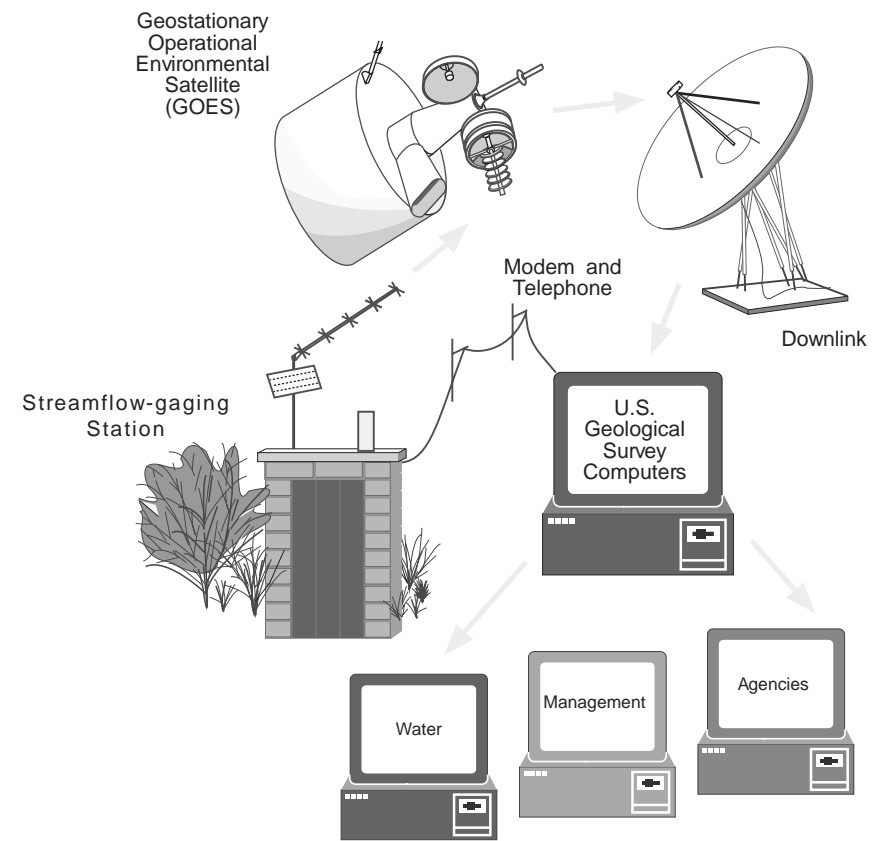 Geostationary
Operational
Environmental
Satellite
(GOES)
Modem and
Telephone
Downlink
Streamflow-gaging
Station
U.S.
Geological
Survey
Computers
Water
Management
Agencies